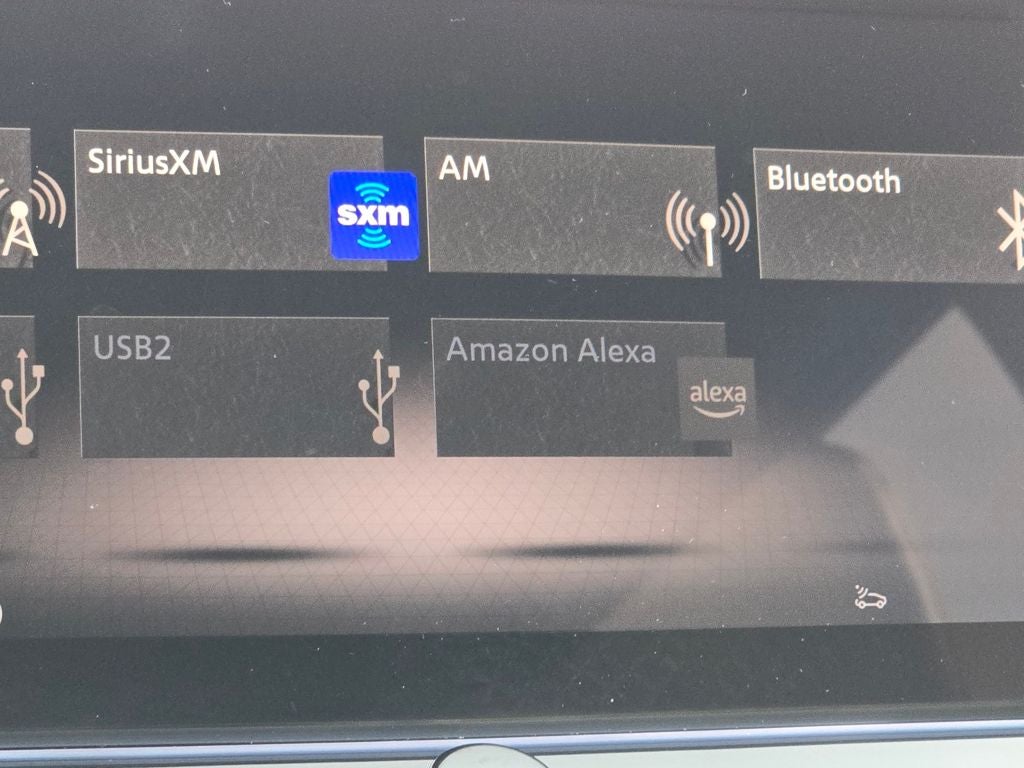 SiriusXM
sxm
AM
Bluetooth
USB2
Amazon Alexa
alexa